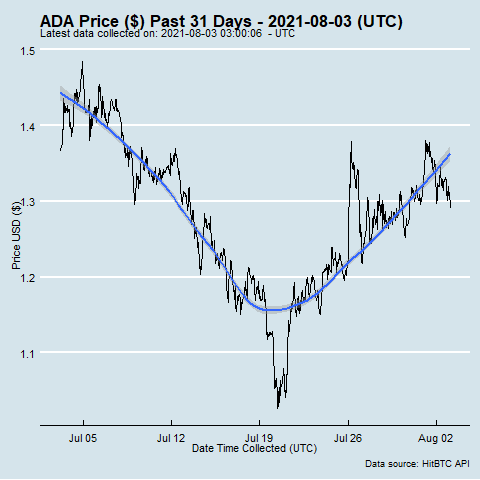 ADA Price ($) Past 31 Days - 2021-08-03 (UTC)
Latest data collected on: 2021-08-03 03:00:06 - UTC
1.5
1.4
1.3
1.2
1.1
Price USD ($)
Jul 05 Jul 12 Jul 19 Jul 26 Aug 02
Date Time Collected (UTC)
Data source: HitBTC API